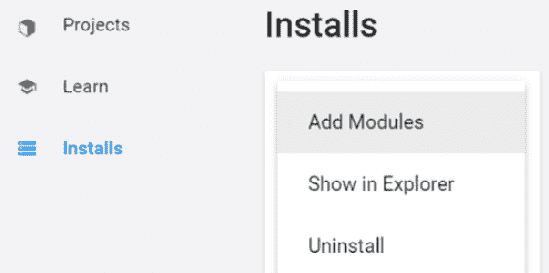 Projects
Learn
Installs
Installs
Add Modules
Show in Explorer
Uninstall